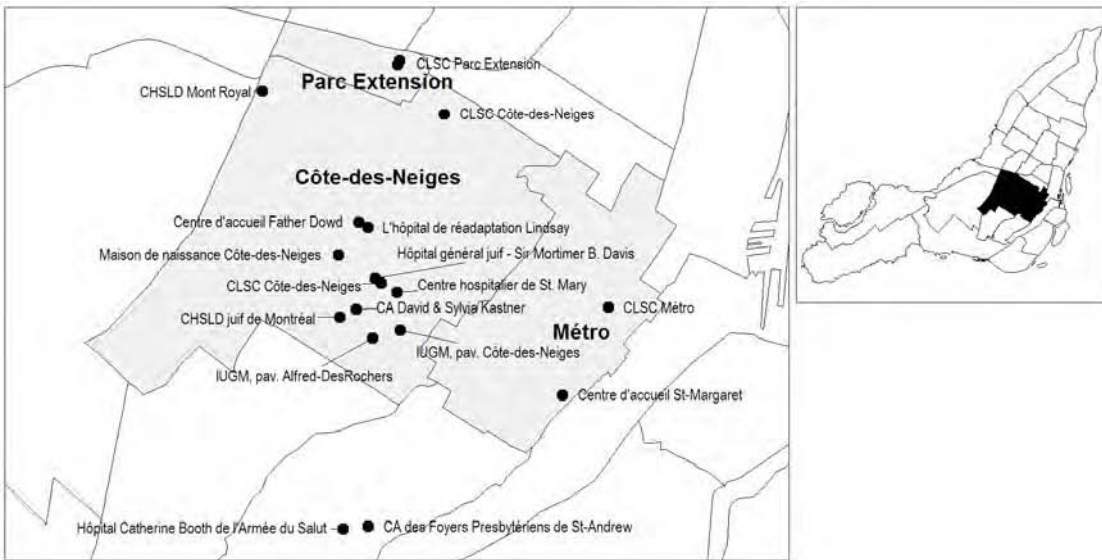 CLSC Parc Extension
Parc Extension
CHSLD Mont Royal
CLSC Côte-des-Neiges
Côte-des-Neiges
Centre d'accueil Father Dowd
L'hôpital de réadaptation Lindsay
Hôpital général juif - Sir Mortimer B. Davis
Maison de naissance Côte-des-Neiges
CLSC Côte-des-Neiges
Centre hospitalier de St. Mary
CA David & Sylvia Kastner
CLSC Métro
CHSLD juif de Montréal
Métro
IUGM, pav. Côte-des-Neiges
IUGM, pav. Alfred-DesRochers
Centre d'accueil St-Margaret
Hôpital Catherine Booth de l'Armée du Salut
CA des Foyers Presbytériens de St-Andrew